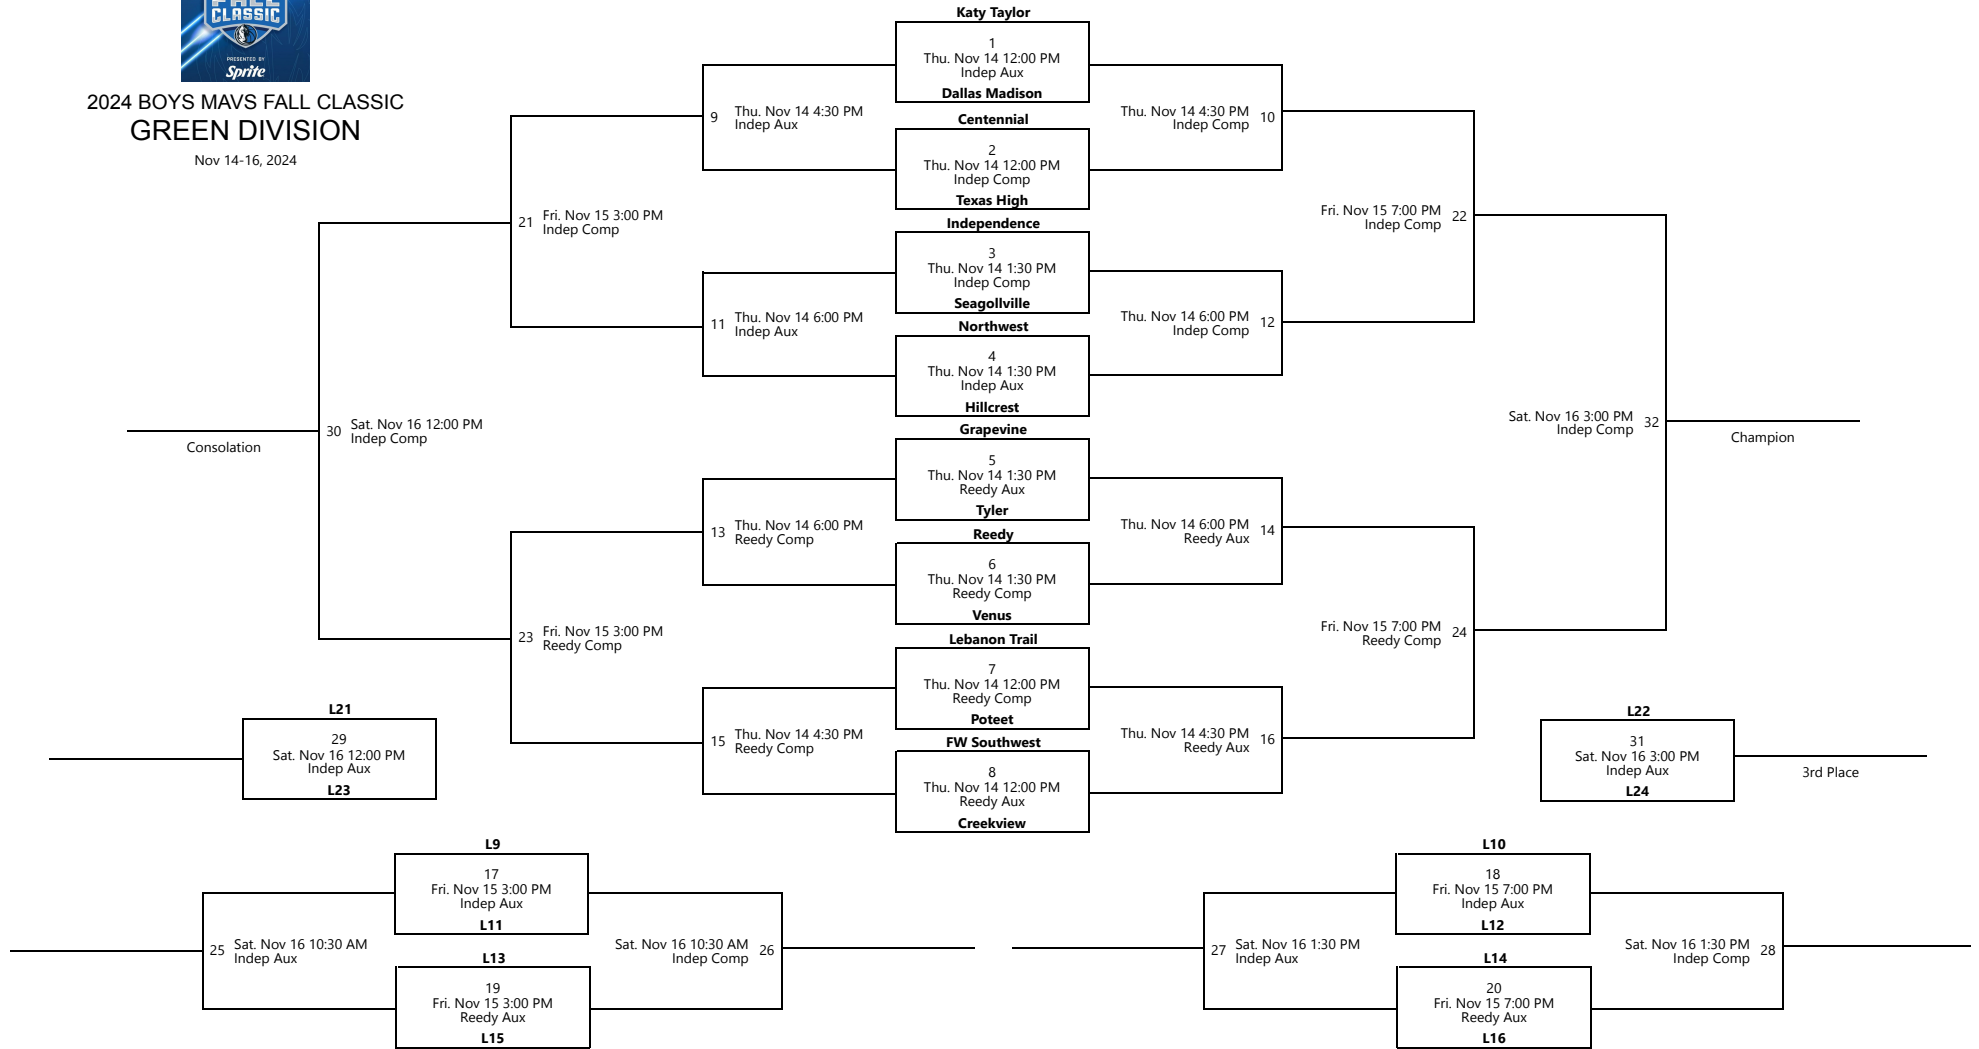 CLASSIC
PRESENTED BY
Sprite
2024 BOYS MAVS FALL CLASSIC
GREEN DIVISION
Nov 14-16, 2024
Katy Taylor
1
Thu. Nov 14 12:00 PM
Indep Aux
Dallas Madison
Centennial
2
Thu. Nov 14 12:00 PM
Indep Comp
Texas High
Independence
3
Thu. Nov 14 1:30 PM
Indep Comp
Seagollville
Northwest
4
Thu. Nov 14 1:30 PM
Indep Aux
Hillcrest
Grapevine
5
Thu. Nov 14 1:30 PM
Reedy Aux
Tyler
Reedy
6
Thu. Nov 14 1:30 PM
Reedy Comp
Venus
Lebanon Trail
7
Thu. Nov 14 12:00 PM
Reedy Comp
Poteet
FW Southwest
8
Thu. Nov 14 12:00 PM
Reedy Aux
Creekview
9 Thu. Nov 14 4:30 PM
Indep Aux
11 Thu. Nov 14 6:00 PM
Indep Aux
13 Thu. Nov 14 6:00 PM
Reedy Comp
15 Thu. Nov 14 4:30 PM
Reedy Comp
21 Fri. Nov 15 3:00 PM
Indep Comp
23 Fri. Nov 15 3:00 PM
Reedy Comp
30 Sat. Nov 16 12:00 PM
Indep Comp
Consolation
Thu. Nov 14 4:30 PM 10
Indep Comp
Thu. Nov 14 6:00 PM 12
Indep Comp
Thu. Nov 14 6:00 PM 14
Reedy Aux
Thu. Nov 14 4:30 PM 16
Reedy Aux
Fri. Nov 15 7:00 PM 22
Indep Comp
Fri. Nov 15 7:00 PM 24
Reedy Comp
Sat. Nov 16 3:00 PM 32
Indep Comp
Champion
L21
29
Sat. Nov 16 12:00 PM
Indep Aux
L23
L22
31
Sat. Nov 16 3:00 PM
Indep Aux
L24
3rd Place
L9
17
Fri. Nov 15 3:00 PM
Indep Aux
L11
25 Sat. Nov 16 10:30 AM
Indep Aux
Sat. Nov 16 10:30 AM 26
Indep Comp
L13
19
Fri. Nov 15 3:00 PM
Reedy Aux
L15
L10
18
Fri. Nov 15 7:00 PM
Indep Aux
L12
27 Sat. Nov 16 1:30 PM
Indep Aux
Sat. Nov 16 1:30 PM 28
Indep Comp
L14
20
Fri. Nov 15 7:00 PM
Reedy Aux
L16